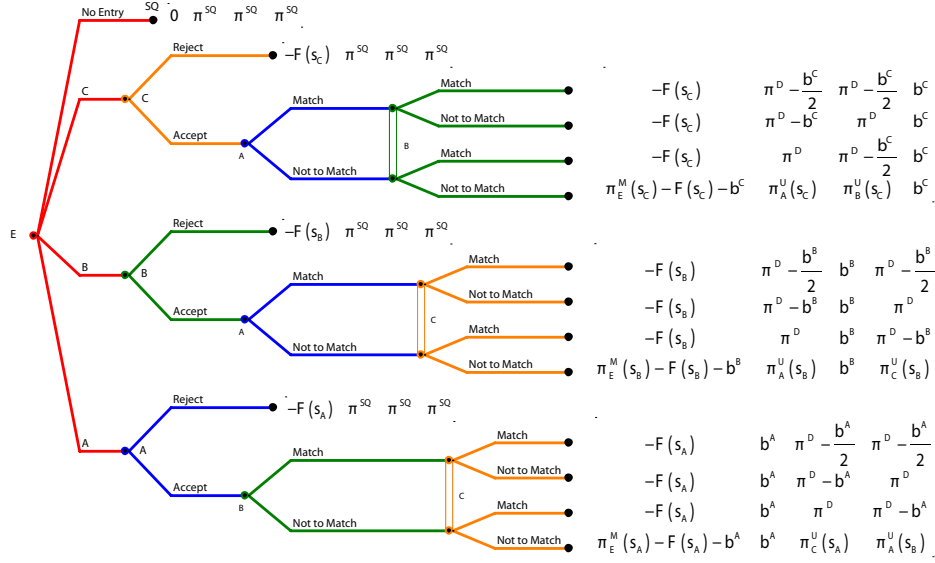 No Entry SQ 0 π^SQ π^SQ π^SQ
Reject −F(s_C) π^SQ π^SQ π^SQ
C C
Match Match −F(s_C) π^D − b^C/2 π^D − b^C/2 b^C
Not to Match −F(s_C) π^D − b^C π^D b^C
Accept A B
Match −F(s_C) π^D π^D − b^C/2 b^C
Not to Match Not to Match π_E^M(s_C) − F(s_C) − b^C π_A^U(s_C) π_B^U(s_C) b^C
E
Reject −F(s_B) π^SQ π^SQ π^SQ
B B
Match Match −F(s_B) π^D − b^B/2 b^B π^D − b^B/2
Not to Match −F(s_B) π^D − b^B b^B π^D
Accept A C
Match −F(s_B) π^D b^B π^D − b^B
Not to Match Not to Match π_E^M(s_B) − F(s_B) − b^B π_A^U(s_B) b^B π_C^U(s_B)
Reject −F(s_A) π^SQ π^SQ π^SQ
A A
Match Match −F(s_A) b^A π^D − b^A/2 π^D − b^A/2
Not to Match −F(s_A) b^A π^D − b^A π^D
Accept B C
Match −F(s_A) b^A π^D π^D − b^A
Not to Match Not to Match π_E^M(s_A) − F(s_A) − b^A b^A π_C^U(s_A) π_A^U(s_B)